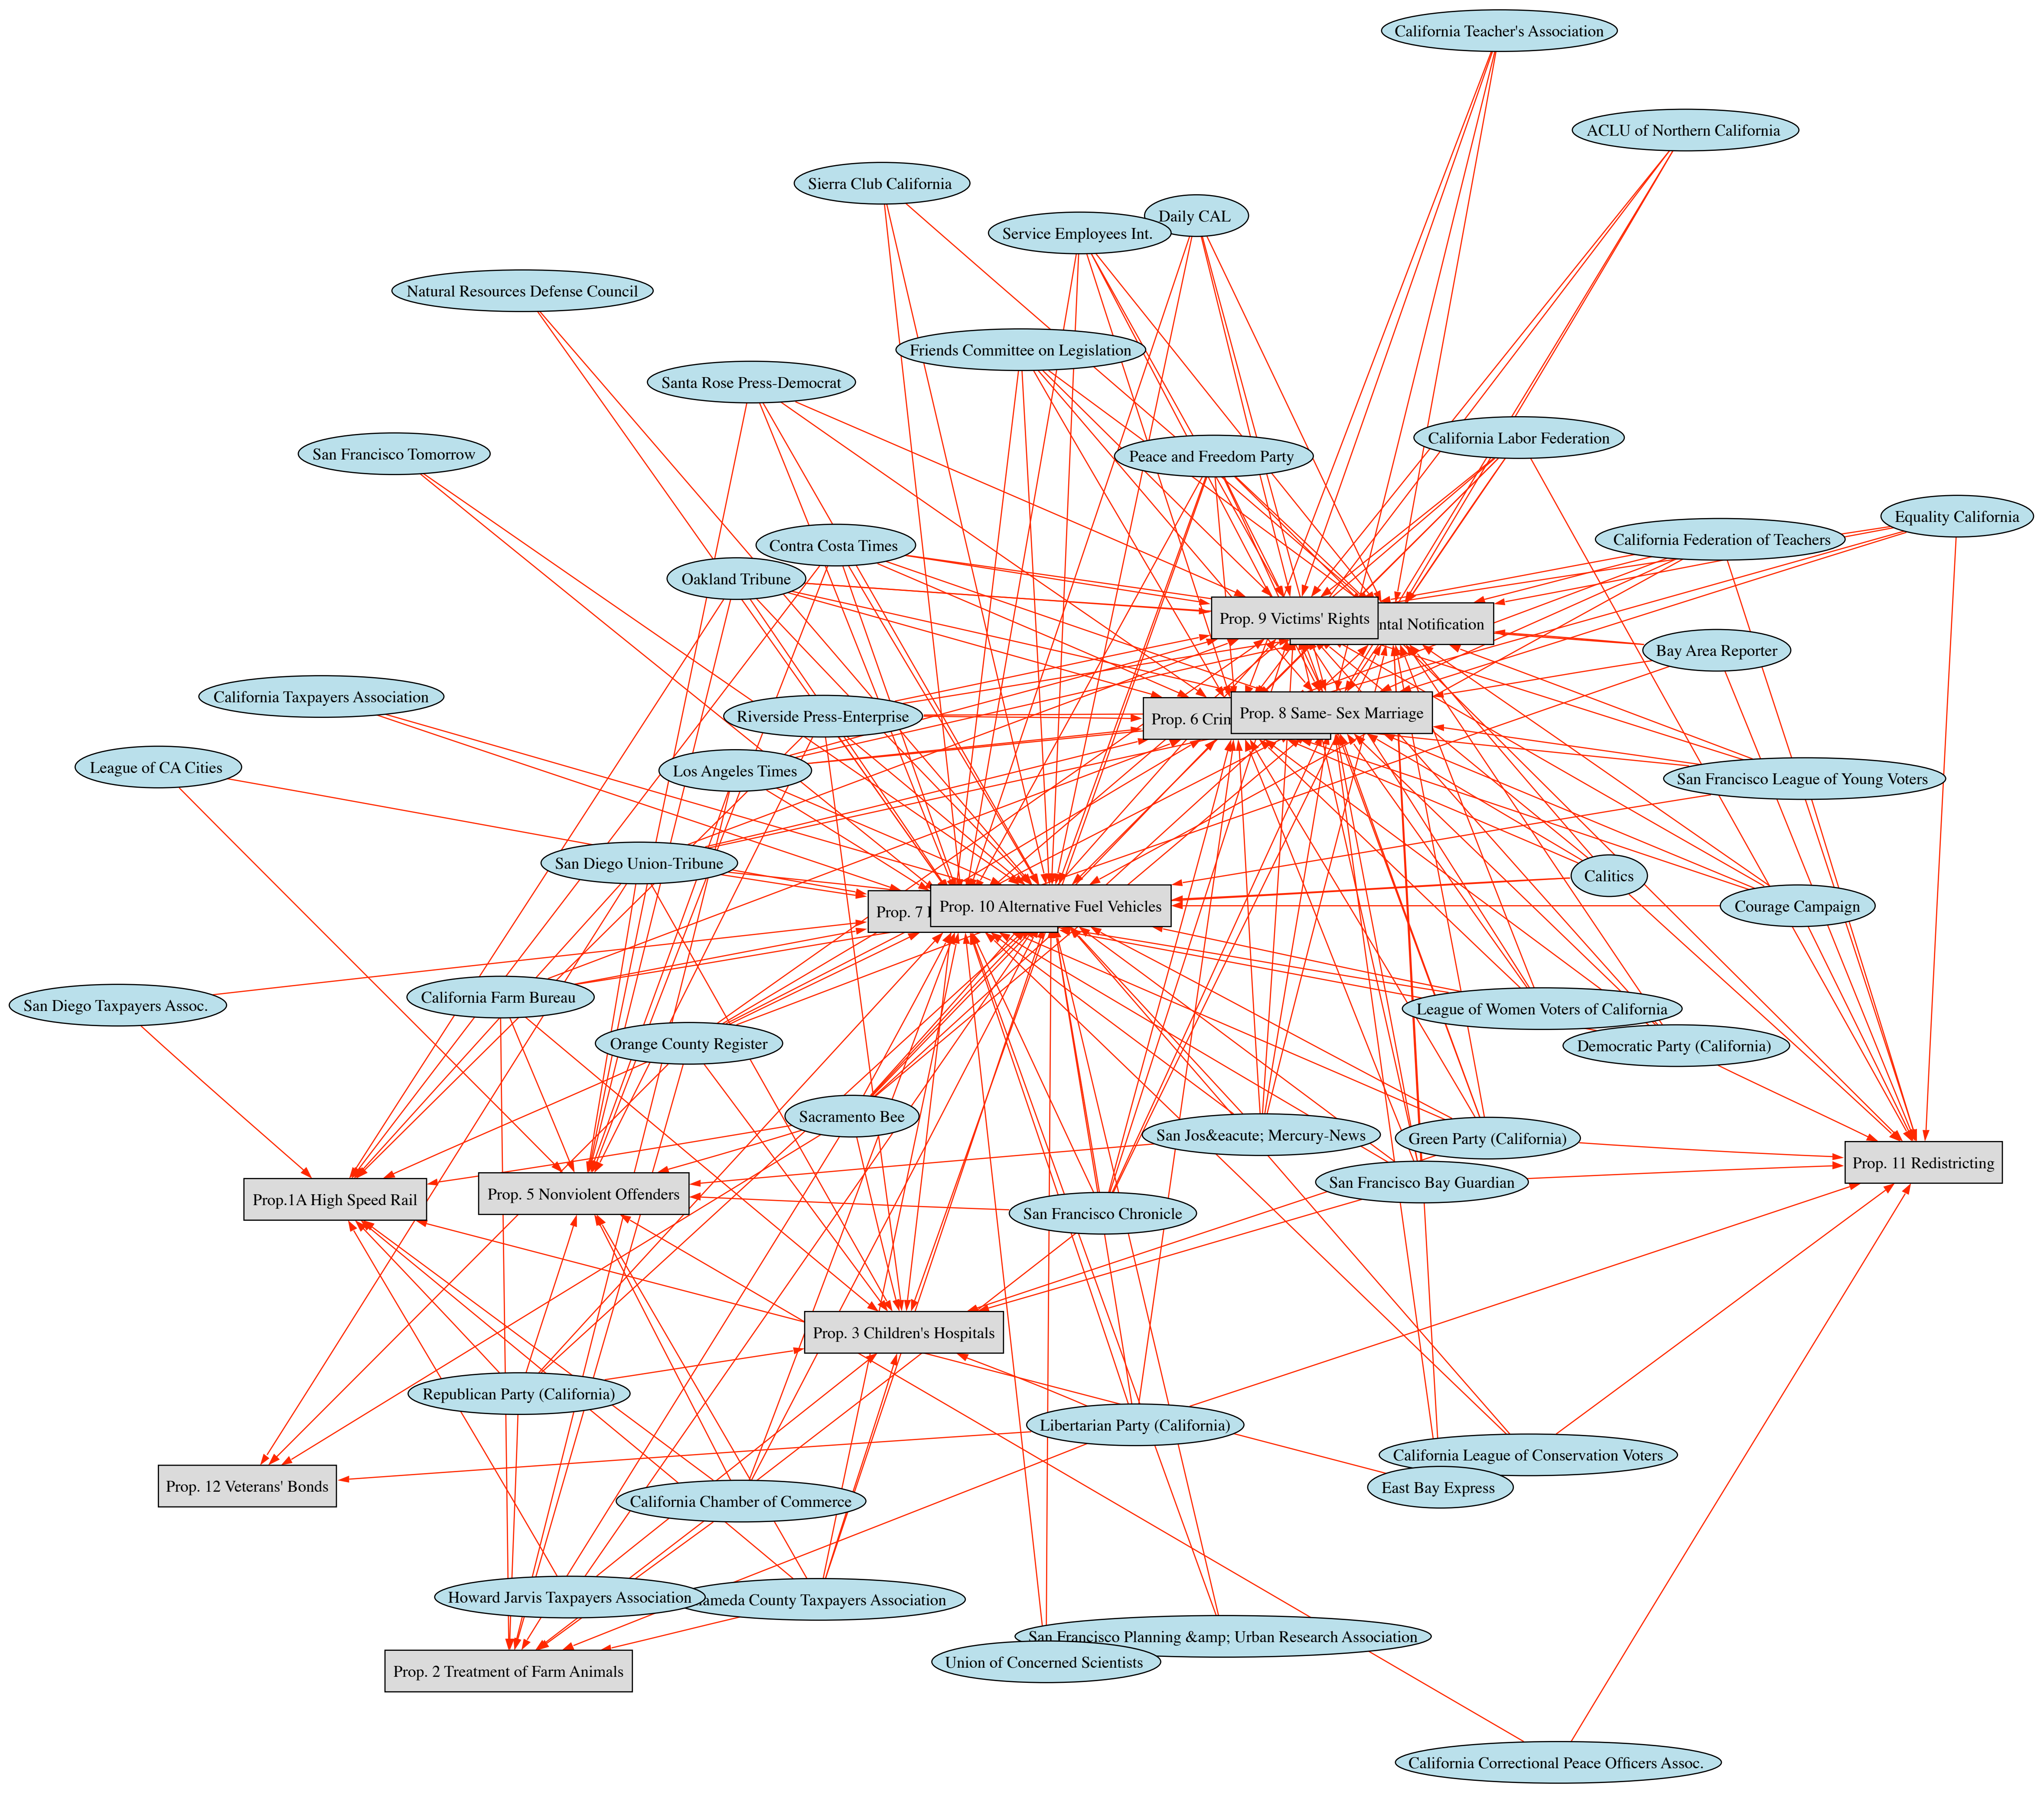 California Teacher's Association
ACLU of Northern California
Sierra Club California
Daily CAL
Service Employees Int.
Natural Resources Defense Council
Friends Committee on Legislation
Santa Rose Press-Democrat
California Labor Federation
San Francisco Tomorrow
Peace and Freedom Party
Equality California
California Federation of Teachers
Contra Costa Times
Oakland Tribune
Prop. 9 Victims' Rights
Notification
Bay Area Reporter
California Taxpayers Association
Riverside Press-Enterprise
Prop. 6
Prop. 8 Same- Sex Marriage
League of CA Cities
Los Angeles Times
San Francisco League of Young Voters
San Diego Union-Tribune
Calitics
Prop. 7
Prop. 10 Alternative Fuel Vehicles
Courage Campaign
California Farm Bureau
San Diego Taxpayers Assoc.
League of Women Voters of California
Orange County Register
Democratic Party (California)
Sacramento Bee
San Jos&eacute; Mercury-News
Green Party (California)
Prop. 11 Redistricting
San Francisco Bay Guardian
Prop. 5 Nonviolent Offenders
Prop.1A High Speed Rail
San Francisco Chronicle
Prop. 3 Children's Hospitals
Republican Party (California)
Libertarian Party (California)
California League of Conservation Voters
Prop. 12 Veterans' Bonds
East Bay Express
California Chamber of Commerce
Howard Jarvis Taxpayers Association
County Taxpayers Association
San Francisco Planning &amp; Urban Research Association
Union of Concerned Scientists
Prop. 2 Treatment of Farm Animals
California Correctional Peace Officers Assoc.